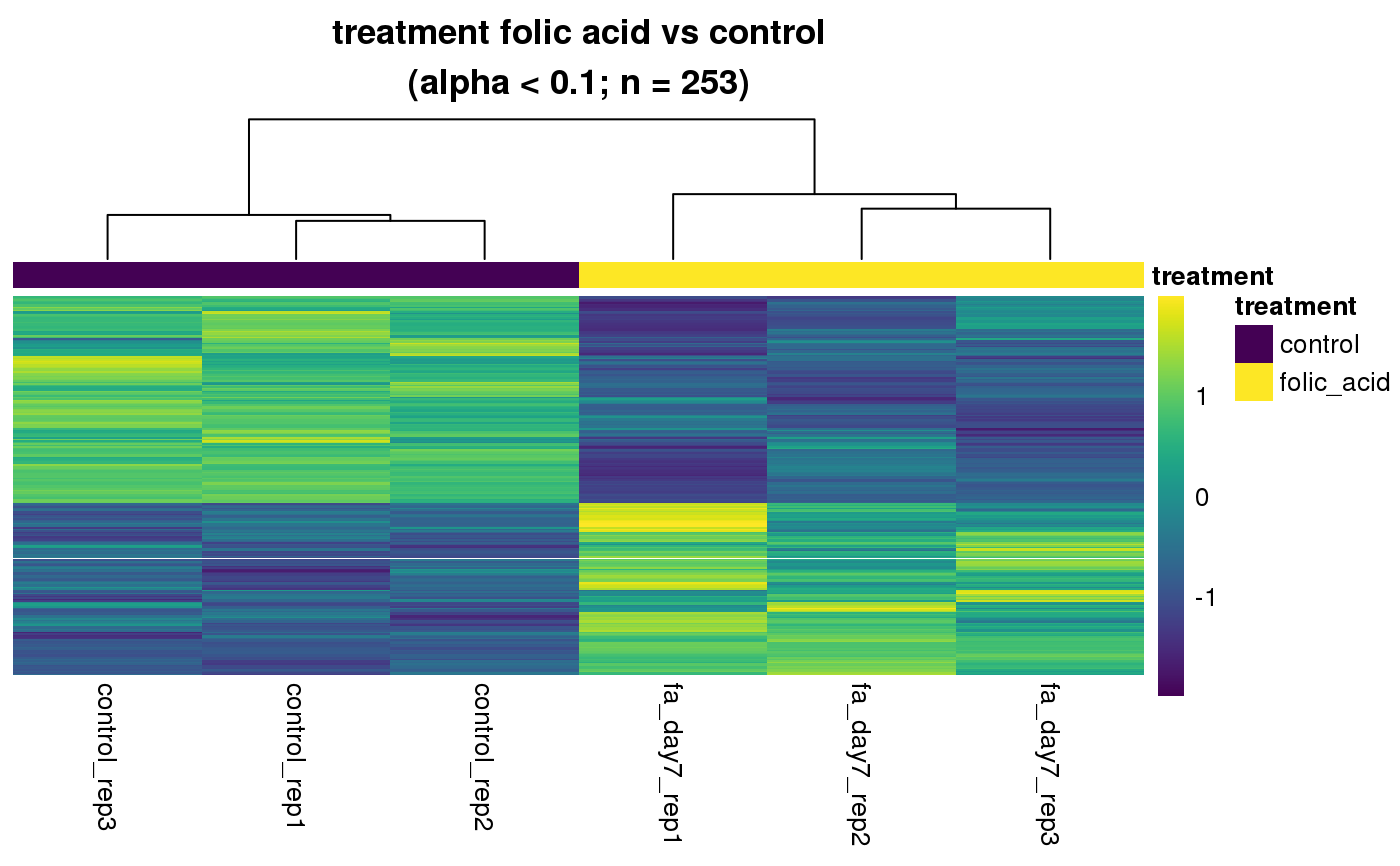 treatment folic acid vs control
(alpha < 0.1; n = 253)
treatment
treatment
control
folic_acid
1
0
-1
control_rep3
control_rep1
control_rep2
fa_day7_rep1
fa_day7_rep2
fa_day7_rep3